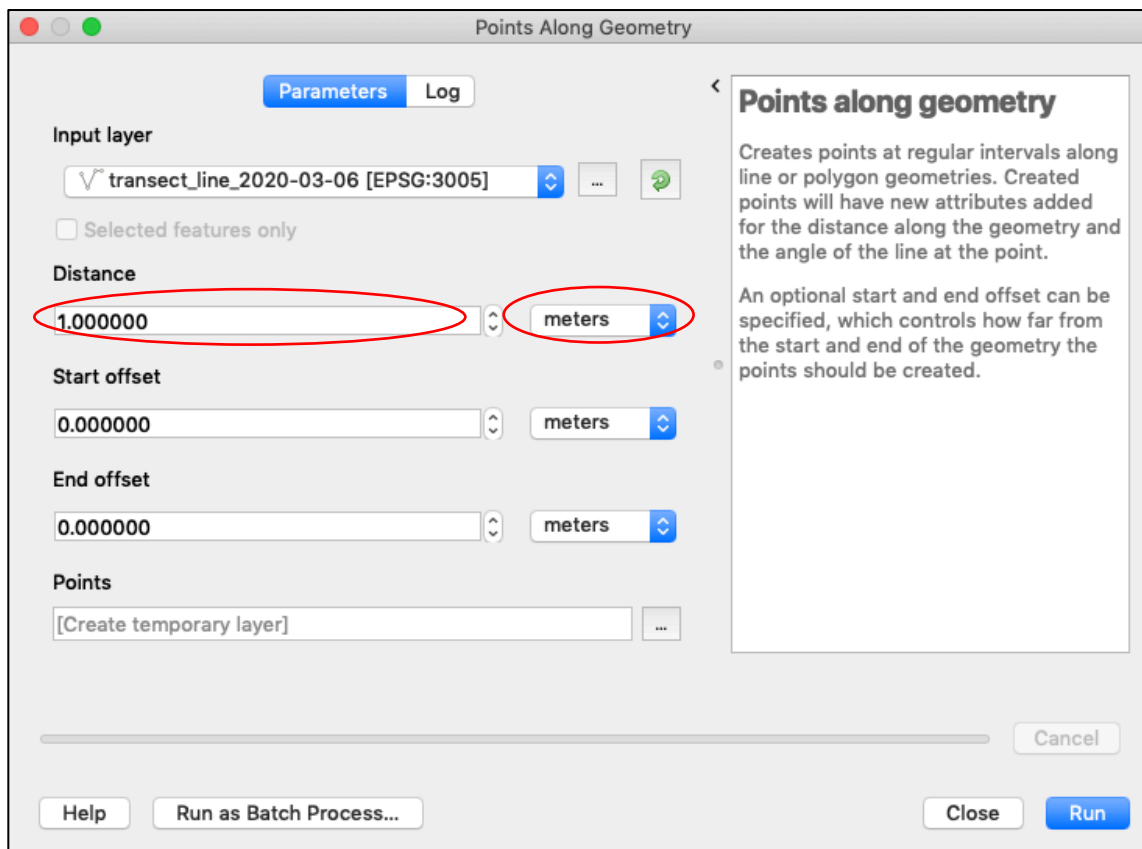 Points Along Geometry
Parameters Log
Input layer
transect_line_2020-03-06 [EPSG:3005]
...
Selected features only
Distance
1.000000
meters
Start offset
0.000000
meters
End offset
0.000000
meters
Points
[Create temporary layer]
...
Points along geometry
Creates points at regular intervals along
line or polygon geometries. Created
points will have new attributes added
for the distance along the geometry and
the angle of the line at the point.
An optional start and end offset can be
specified, which controls how far from
the start and end of the geometry the
points should be created.
Cancel
Help
Run as Batch Process...
Close
Run